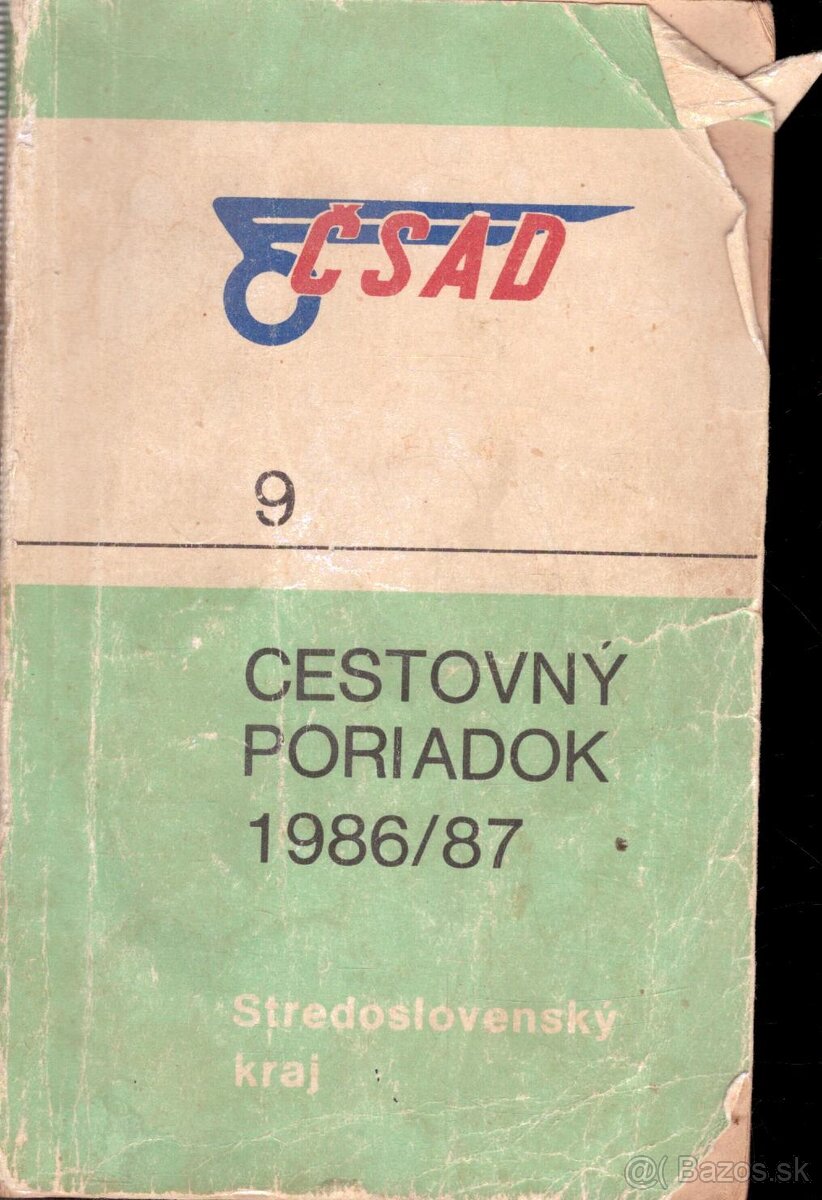 ČSAD
9
CESTOVNÝ
PORIADOK
1986/87
Stredoslovenský
kraj
@( Bazos.sk